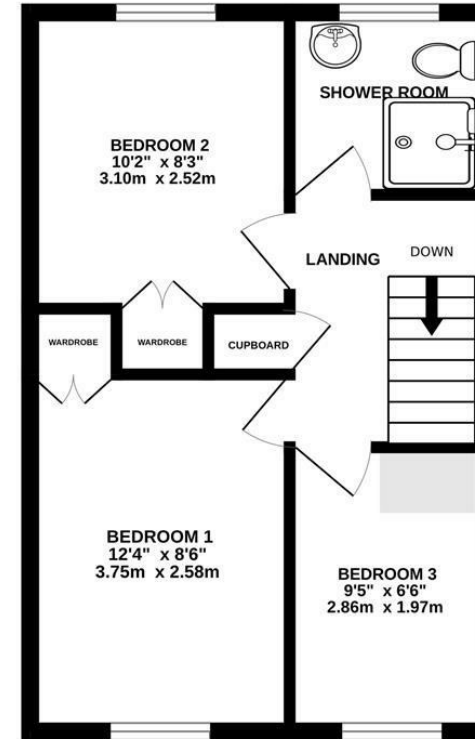 BEDROOM 2
10'2" x 8'3"
3.10m x 2.52m
SHOWER ROOM
LANDING
DOWN
WARDROBE
WARDROBE
CUPBOARD
BEDROOM 1
12'4" x 8'6"
3.75m x 2.58m
BEDROOM 3
9'5" x 6'6"
2.86m x 1.97m